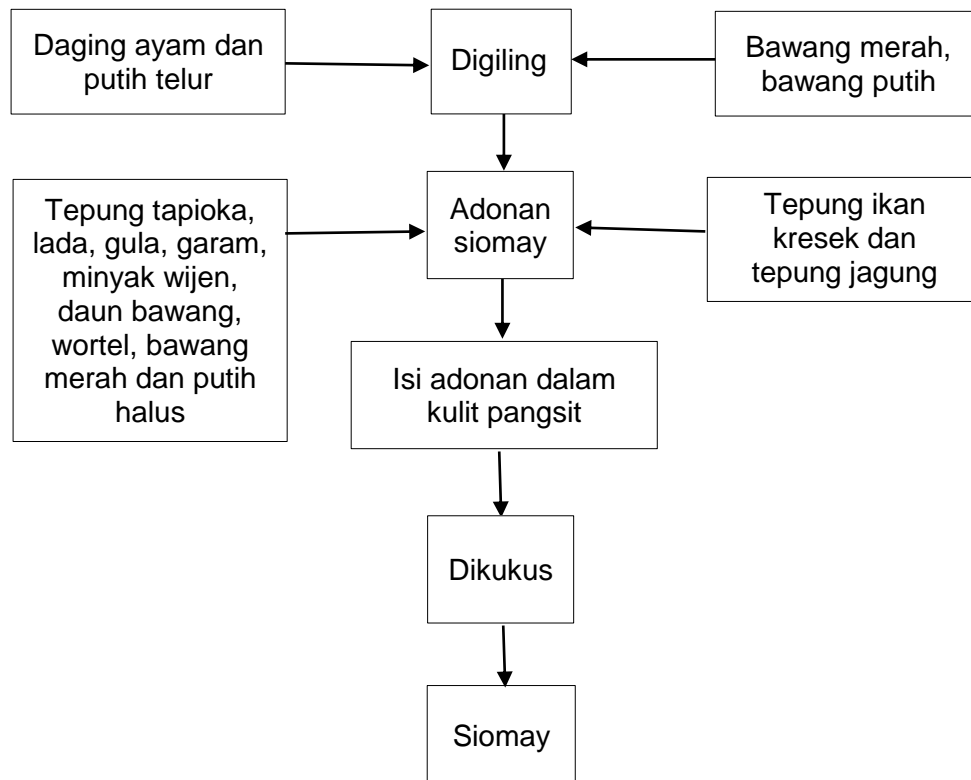 Daging ayam dan
putih telur
Digiling
Bawang merah,
bawang putih
Tepung tapioka,
lada, gula, garam,
minyak wijen,
daun bawang,
wortel, bawang
merah dan putih
halus
Adonan
siomay
Tepung ikan
kresek dan
tepung jagung
Isi adonan dalam
kulit pangsit
Dikukus
Siomay